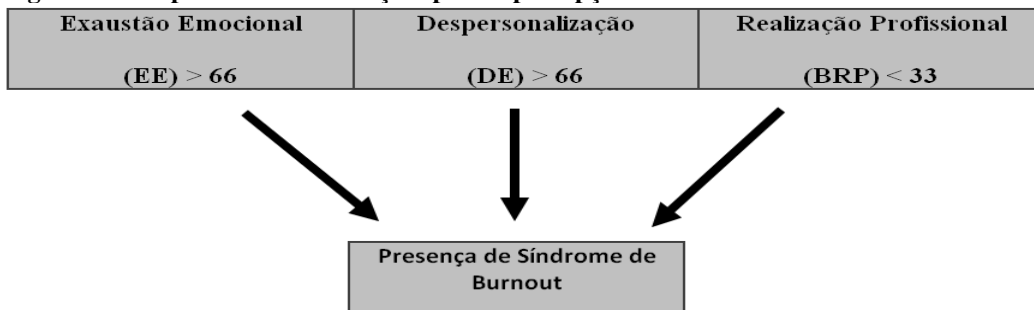 Exaustão Emocional
(EE) > 66
Despersonalização
(DE) > 66
Realização Profissional
(BRP) < 33
Presença de Síndrome de
Burnout